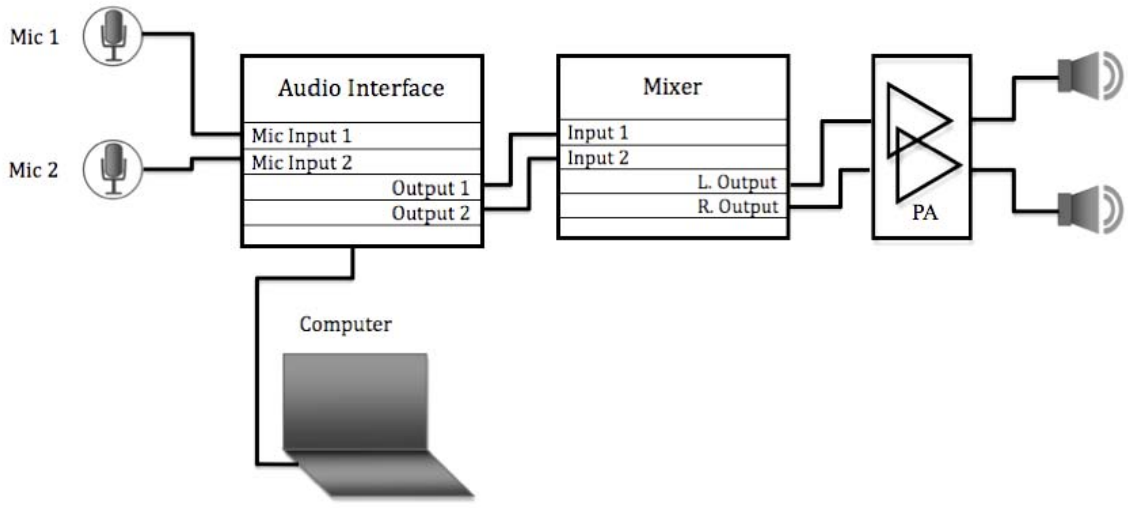 Mic 1
Mic 2
Audio Interface
Mic Input 1
Mic Input 2
Output 1
Output 2
Mixer
Input 1
Input 2
L. Output
R. Output
PA
Computer